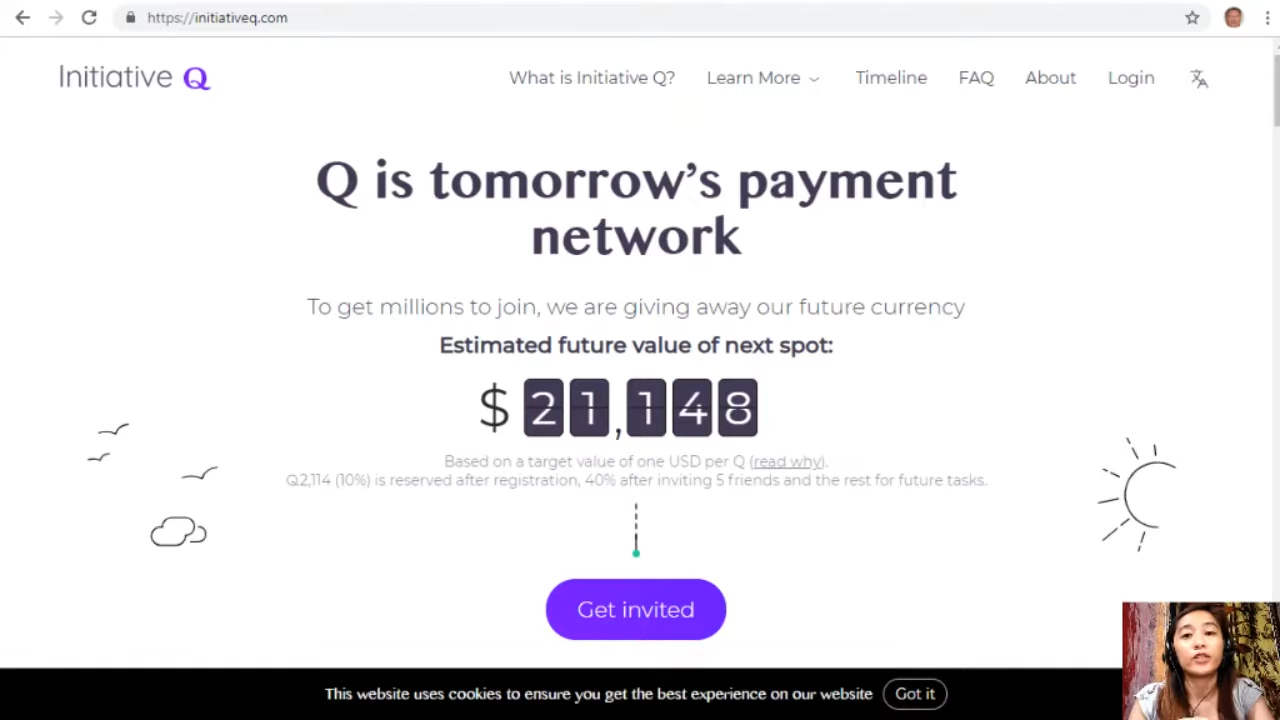 https://initiativeq.com
Initiative Q
What is Initiative Q? Learn More Timeline FAQ About Login
Q is tomorrow's payment
network
To get millions to join, we are giving away our future currency
Estimated future value of next spot:
$ 21,148
Based on a target value of one USD per Q (read why).
Q2,114 (10%) is reserved after registration, 40% after inviting 5 friends and the rest for future tasks.
Get invited
This website uses cookies to ensure you get the best experience on our website Got it